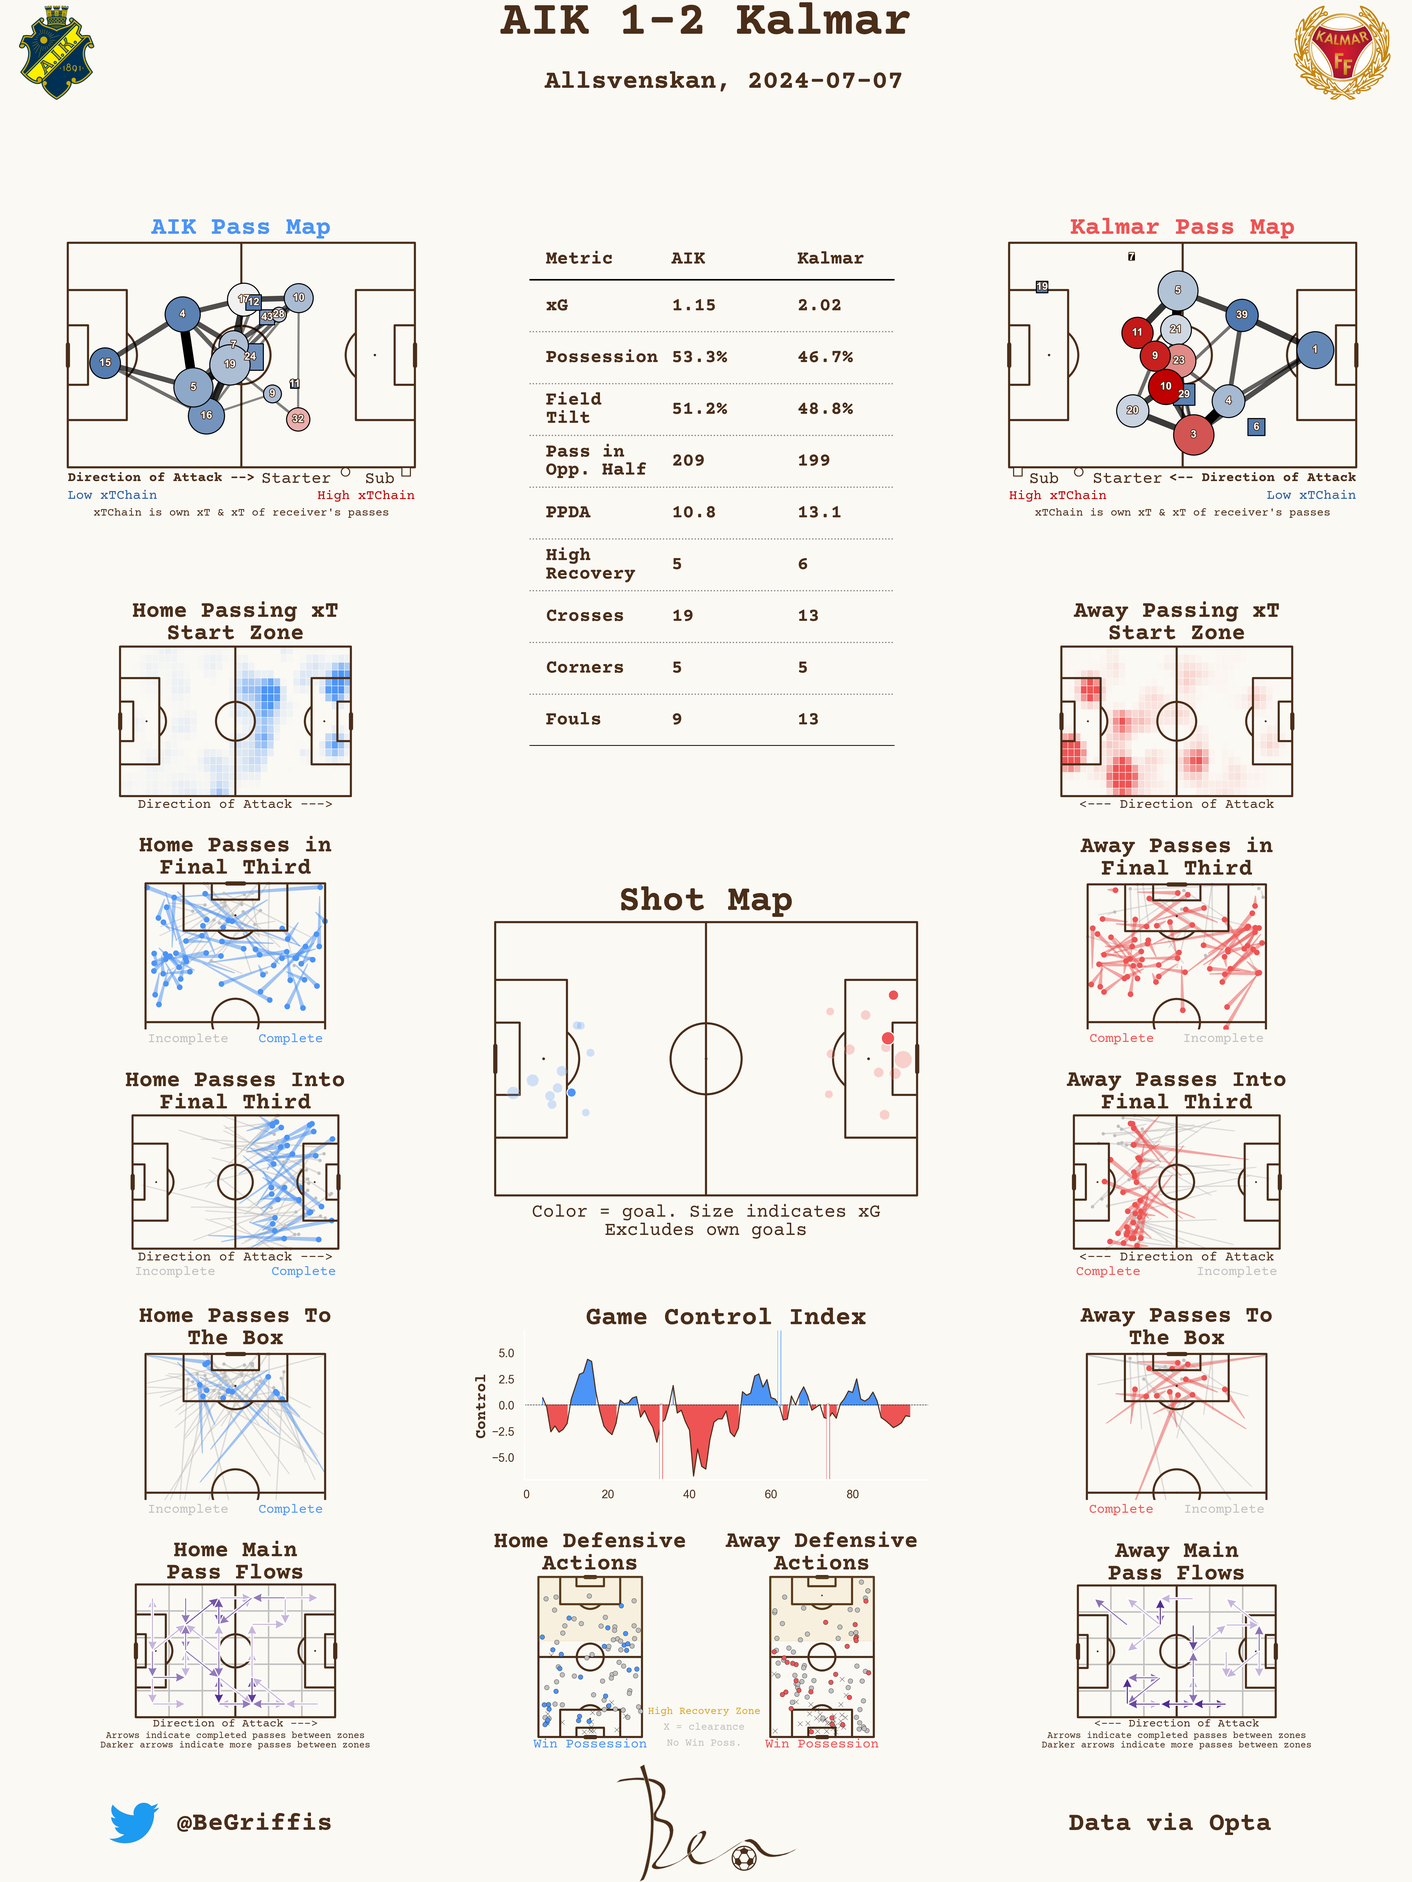 AIK 1-2 Kalmar
Allsvenskan, 2024-07-07
A.I.K.
1891
KALMAR
FF
AIK Pass Map
15
4
5
16
17
12
43
28
10
7
19
24
9
11
32
Direction of Attack --> Starter Sub
Low xTChain High xTChain
xTChain is own xT & xT of receiver's passes
Metric AIK Kalmar
xG 1.15 2.02
Possession 53.3% 46.7%
Field
Tilt 51.2% 48.8%
Pass in
Opp. Half 209 199
PPDA 10.8 13.1
High
Recovery 5 6
Crosses 19 13
Corners 5 5
Fouls 9 13
Kalmar Pass Map
7
19
5
39
11
21
9
23
1
10
29
4
20
3
6
Sub Starter <-- Direction of Attack
High xTChain Low xTChain
xTChain is own xT & xT of receiver's passes
Home Passing xT
Start Zone
Direction of Attack --->
Away Passing xT
Start Zone
<--- Direction of Attack
Home Passes in
Final Third
Incomplete Complete
Away Passes in
Final Third
Complete Incomplete
Shot Map
Color = goal. Size indicates xG
Excludes own goals
Home Passes Into
Final Third
Direction of Attack --->
Incomplete Complete
Away Passes Into
Final Third
<--- Direction of Attack
Complete Incomplete
Home Passes To
The Box
Incomplete Complete
Game Control Index
Control
5.0
2.5
0.0
−2.5
−5.0
0 20 40 60 80
Away Passes To
The Box
Complete Incomplete
Home Main
Pass Flows
Direction of Attack --->
Arrows indicate completed passes between zones
Darker arrows indicate more passes between zones
Home Defensive
Actions
Win Possession
Away Defensive
Actions
Win Possession
High Recovery Zone
X = clearance
No Win Poss.
Away Main
Pass Flows
<--- Direction of Attack
Arrows indicate completed passes between zones
Darker arrows indicate more passes between zones
@BeGriffis
Ben
Data via Opta